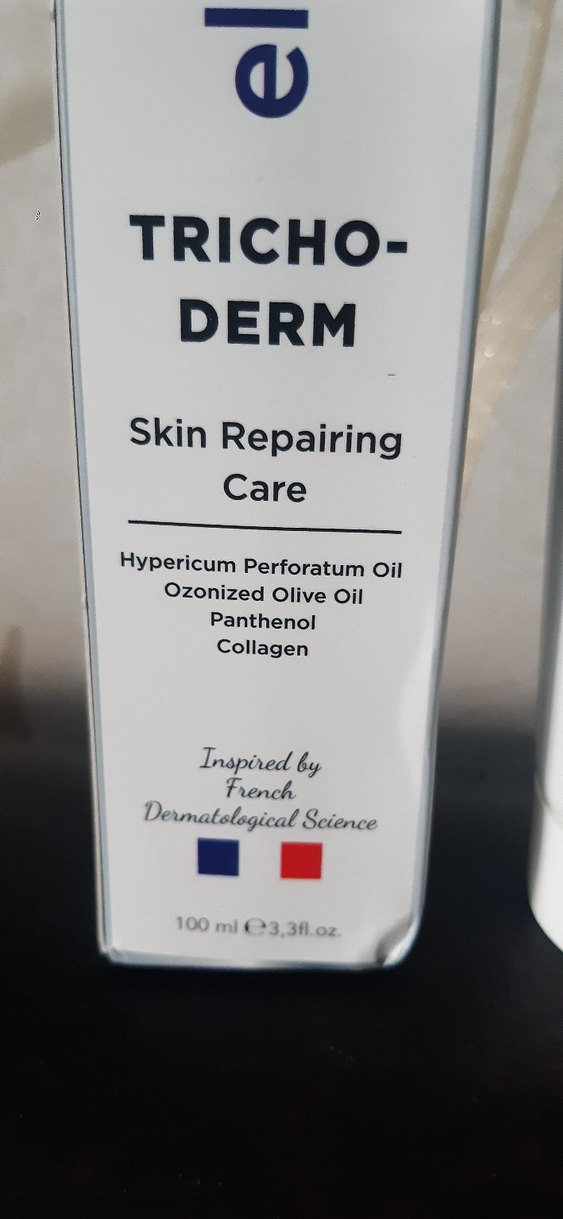 el
TRICHO-
DERM
Skin Repairing
Care
Hypericum Perforatum Oil
Ozonized Olive Oil
Panthenol
Collagen
Inspired by
French
Dermatological Science
100 ml ℮3,3fl.oz.